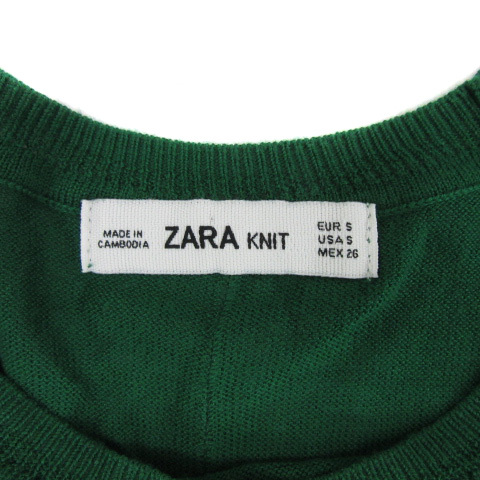 MADE IN
CAMBODIA
ZARA KNIT
EUR S
USA S
MEX 26